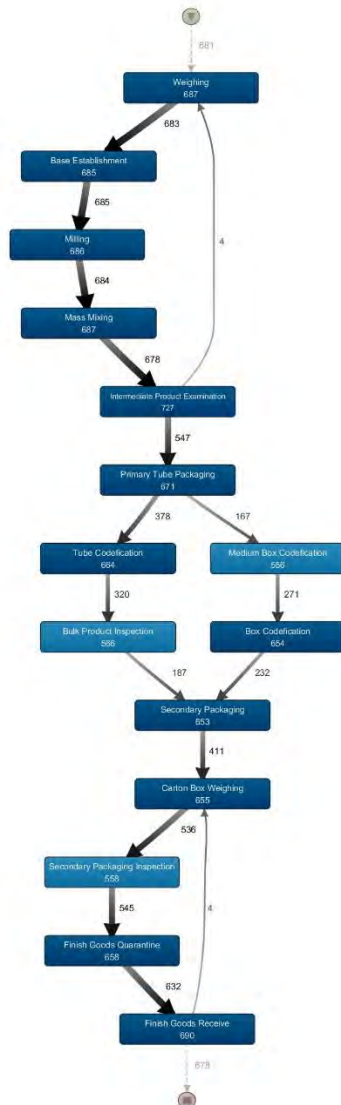 681
Weighing
687
683
Base Establishment
685
685
Milling
686
4
684
Mass Mixing
687
678
Intermediate Product Examination
727
547
Primary Tube Packaging
671
378
167
Tube Codefication
664
Medium Box Codefication
556
320
271
Bulk Product Inspection
566
Box Codefication
654
187
232
Secondary Packaging
653
411
Carton Box Weighing
655
536
Secondary Packaging Inspection
558
545
4
Finish Goods Quarantine
658
632
Finish Goods Receive
690
678